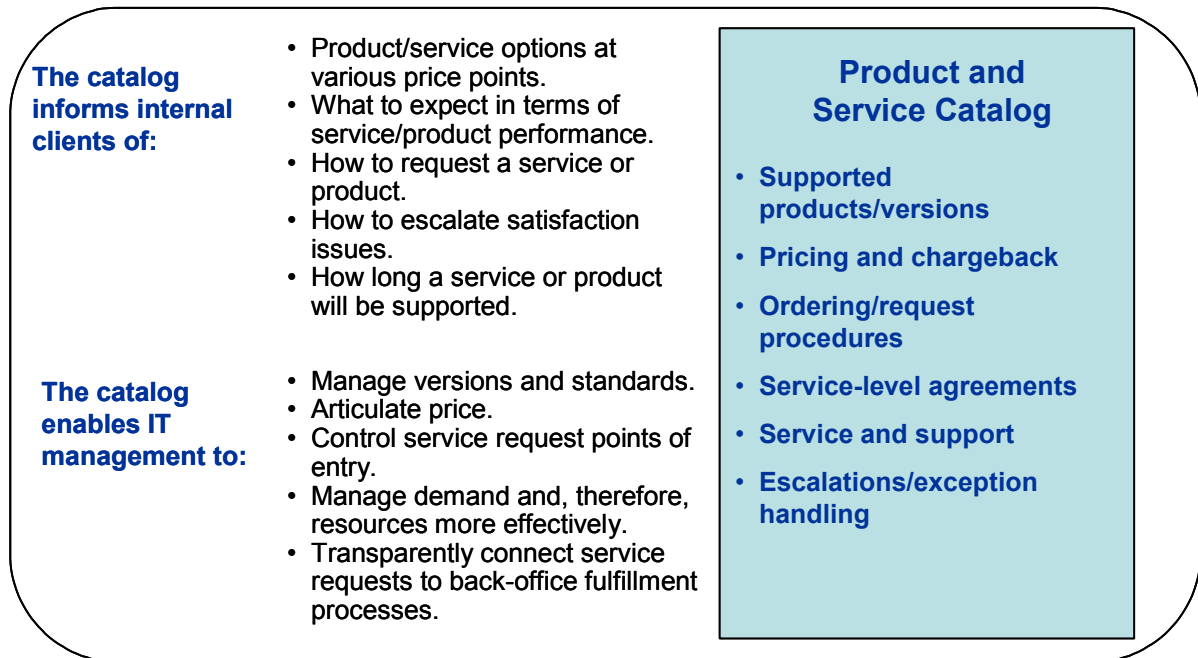 The catalog
informs internal
clients of:
• Product/service options at
various price points.
• What to expect in terms of
service/product performance.
• How to request a service or
product.
• How to escalate satisfaction
issues.
• How long a service or product
will be supported.
The catalog
enables IT
management to:
• Manage versions and standards.
• Articulate price.
• Control service request points of
entry.
• Manage demand and, therefore,
resources more effectively.
• Transparently connect service
requests to back-office fulfillment
processes.
Product and
Service Catalog
• Supported
products/versions
• Pricing and chargeback
• Ordering/request
procedures
• Service-level agreements
• Service and support
• Escalations/exception
handling